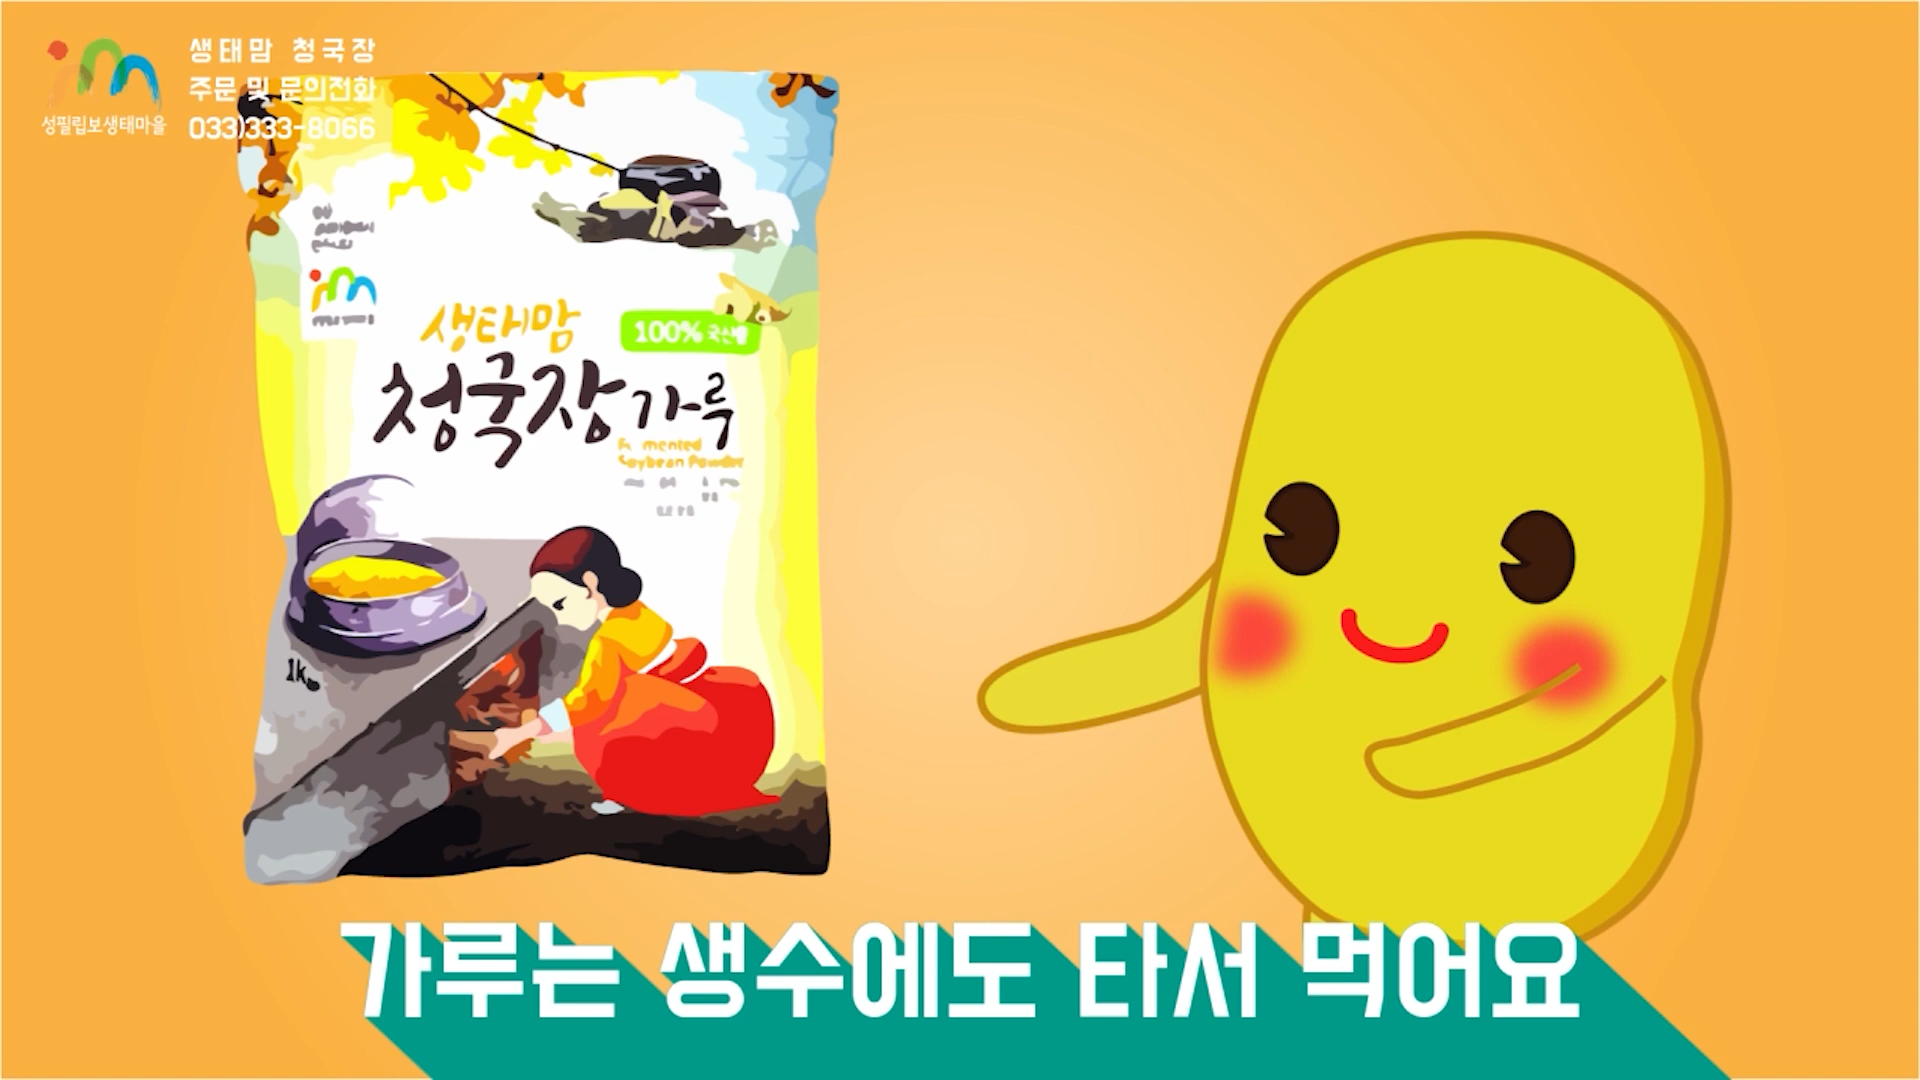 생태맘 청국장
주문 및 문의전화
033)333-8066
성필립보생태마을
생태맘
100% 국산콩
청국장가루
Soybean Powder
가루는 생수에도 타서 먹어요